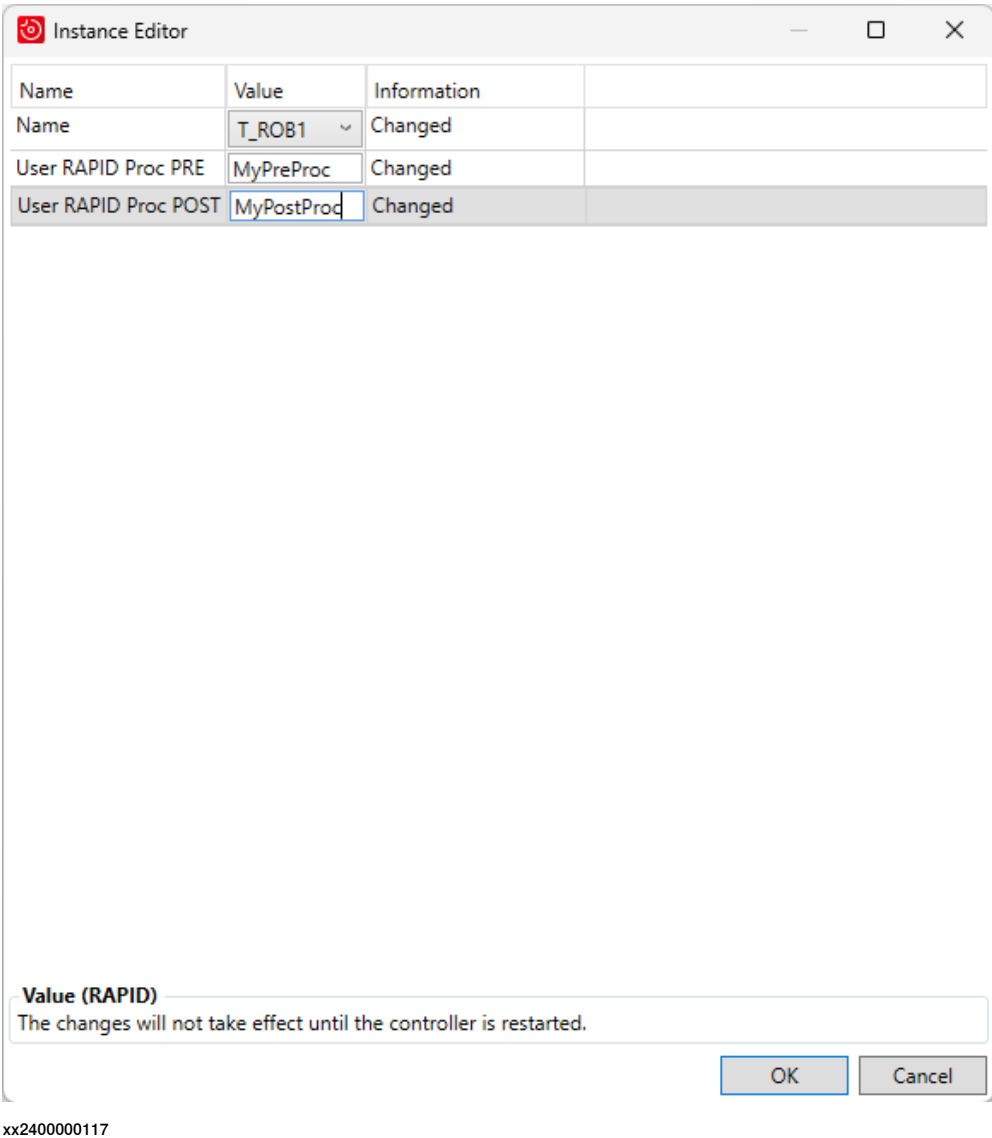 Instance Editor
Name Value Information
Name T_ROB1 Changed
User RAPID Proc PRE MyPreProc Changed
User RAPID Proc POST MyPostProc Changed
Value (RAPID)
The changes will not take effect until the controller is restarted.
OK Cancel
xx2400000117